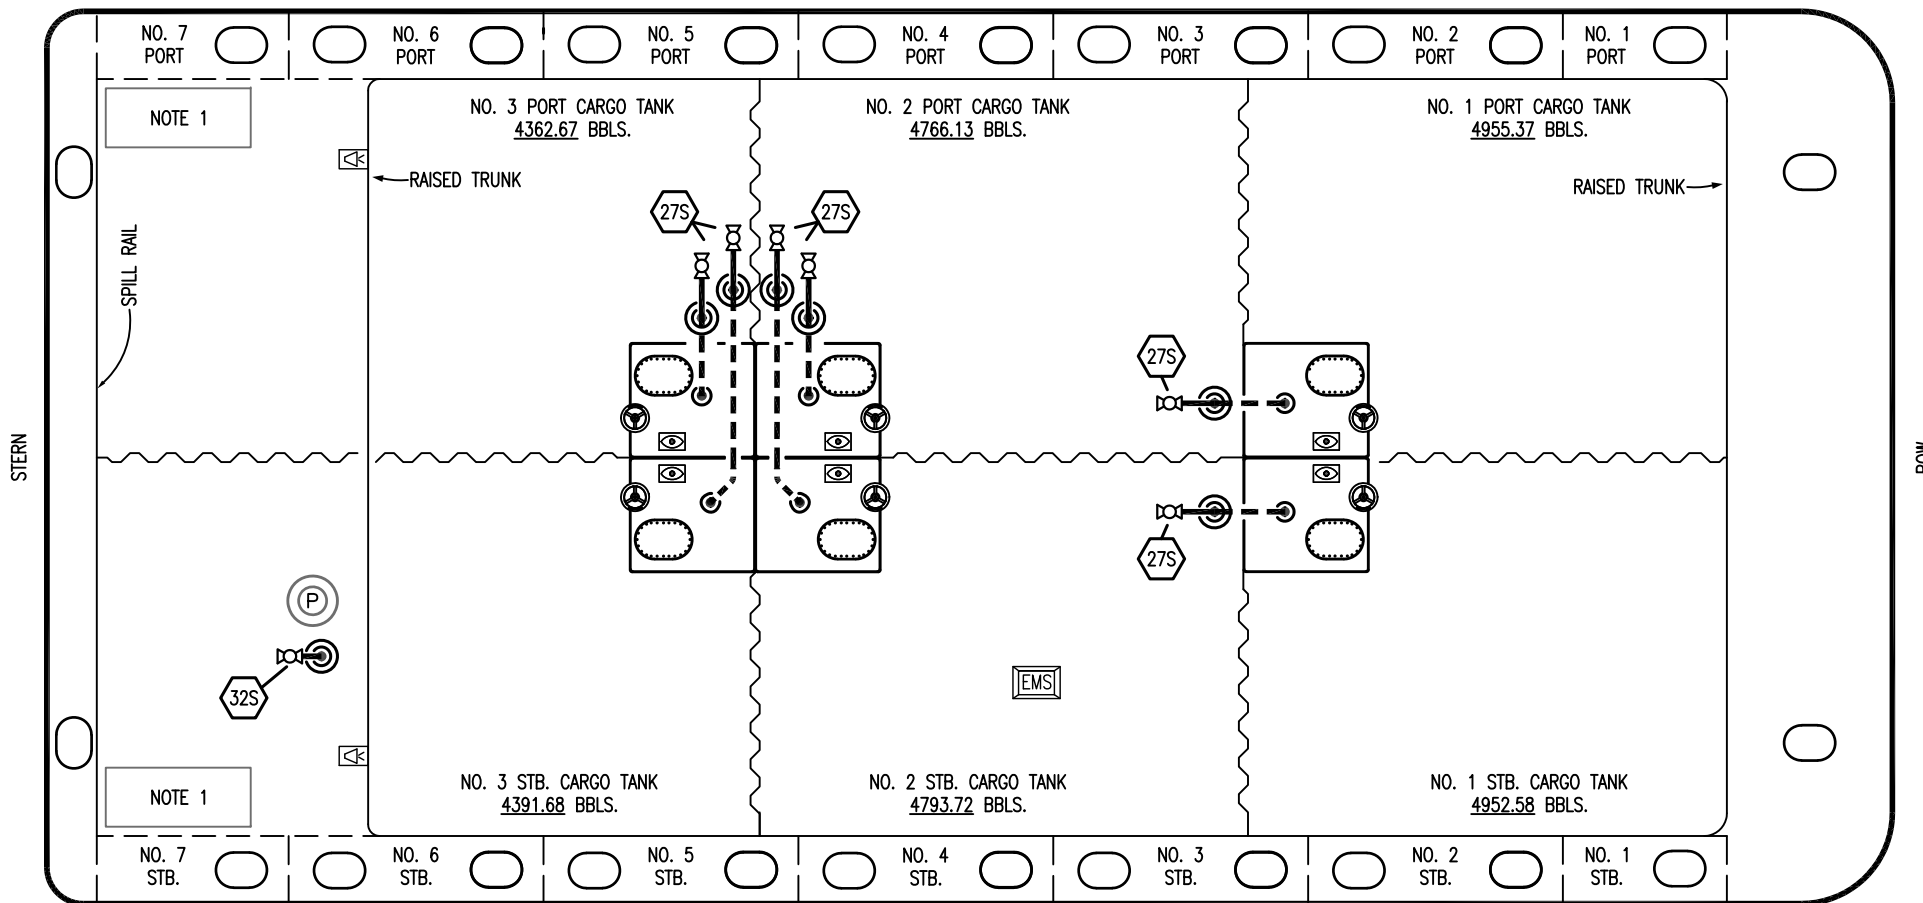 NO. 7
PORT
NO. 6
PORT
NO. 5
PORT
NO. 4
PORT
NO. 3
PORT
NO. 2
PORT
NO. 1
PORT
NOTE 1
NO. 3 PORT CARGO TANK
4362.67 BBLS.
NO. 2 PORT CARGO TANK
4766.13 BBLS.
NO. 1 PORT CARGO TANK
4955.37 BBLS.
RAISED TRUNK
RAISED TRUNK
27S
27S
SPILL RAIL
27S
STERN
BOW
27S
P
32S
EMS
NOTE 1
NO. 3 STB. CARGO TANK
4391.68 BBLS.
NO. 2 STB. CARGO TANK
4793.72 BBLS.
NO. 1 STB. CARGO TANK
4952.58 BBLS.
NO. 7
STB.
NO. 6
STB.
NO. 5
STB.
NO. 4
STB.
NO. 3
STB.
NO. 2
STB.
NO. 1
STB.